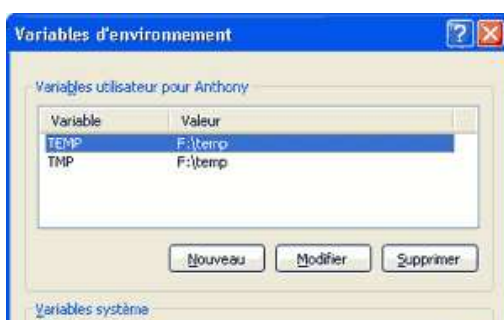 Variables d'environnement
Variables utilisateur pour Anthony
Variable Valeur
TEMP F:\temp
TMP F:\temp
Nouveau Modifier Supprimer
Variables système